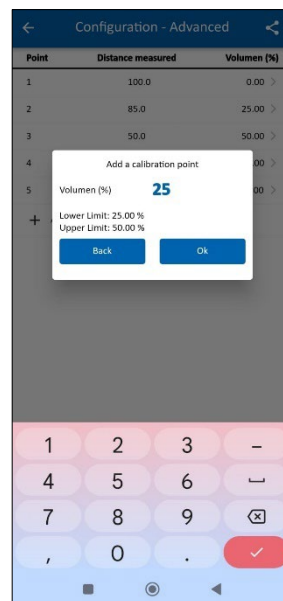 Configuration - Advanced
Point Distance measured Volumen (%)
1 100.0 0.00
2 85.0 25.00
3 50.0 50.00
4 00
5 00
Add a calibration point
Volumen (%) 25
Lower Limit: 25.00 %
Upper Limit: 50.00 %
Back Ok
+
1 2 3 -
4 5 6
7 8 9
, 0 .